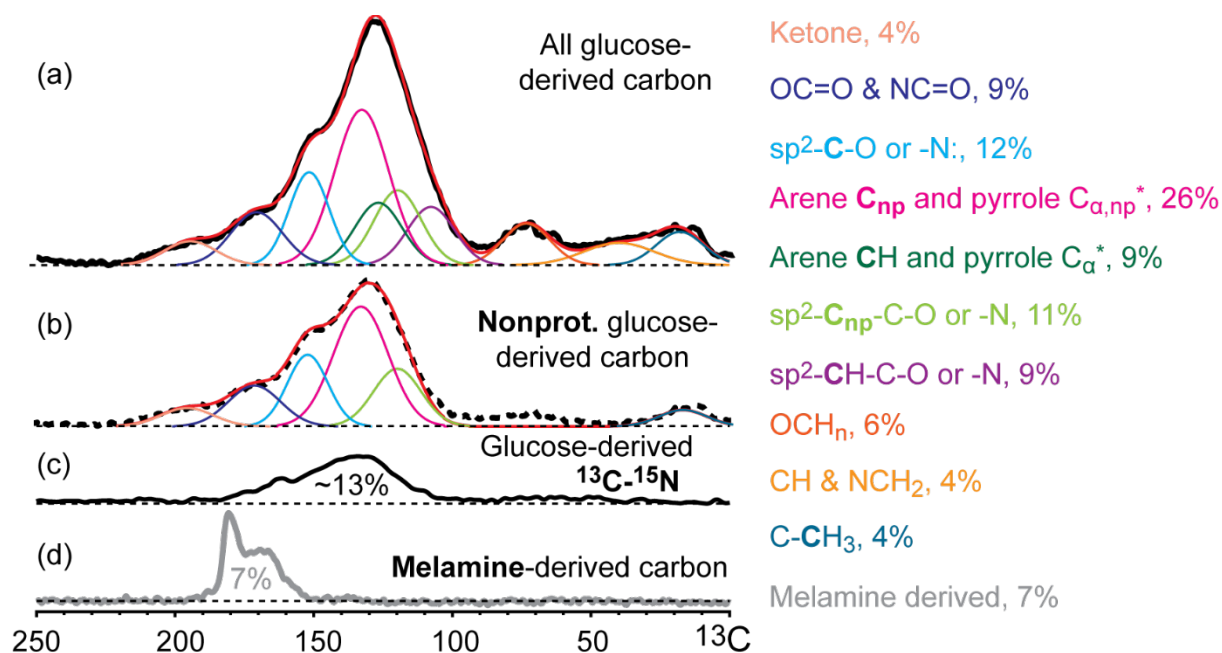 (a)
All glucose-
derived carbon
(b)
Nonprot. glucose-
derived carbon
(c)
Glucose-derived
¹³C-¹⁵N
~13%
(d)
Melamine-derived carbon
7%
250 200 150 100 50 ¹³C
Ketone, 4%
OC=O & NC=O, 9%
sp²-C-O or -N:, 12%
Arene Cnp and pyrrole Cα,np*, 26%
Arene CH and pyrrole Cα*, 9%
sp²-Cnp-C-O or -N, 11%
sp²-CH-C-O or -N, 9%
OCHn, 6%
CH & NCH₂, 4%
C-CH₃, 4%
Melamine derived, 7%